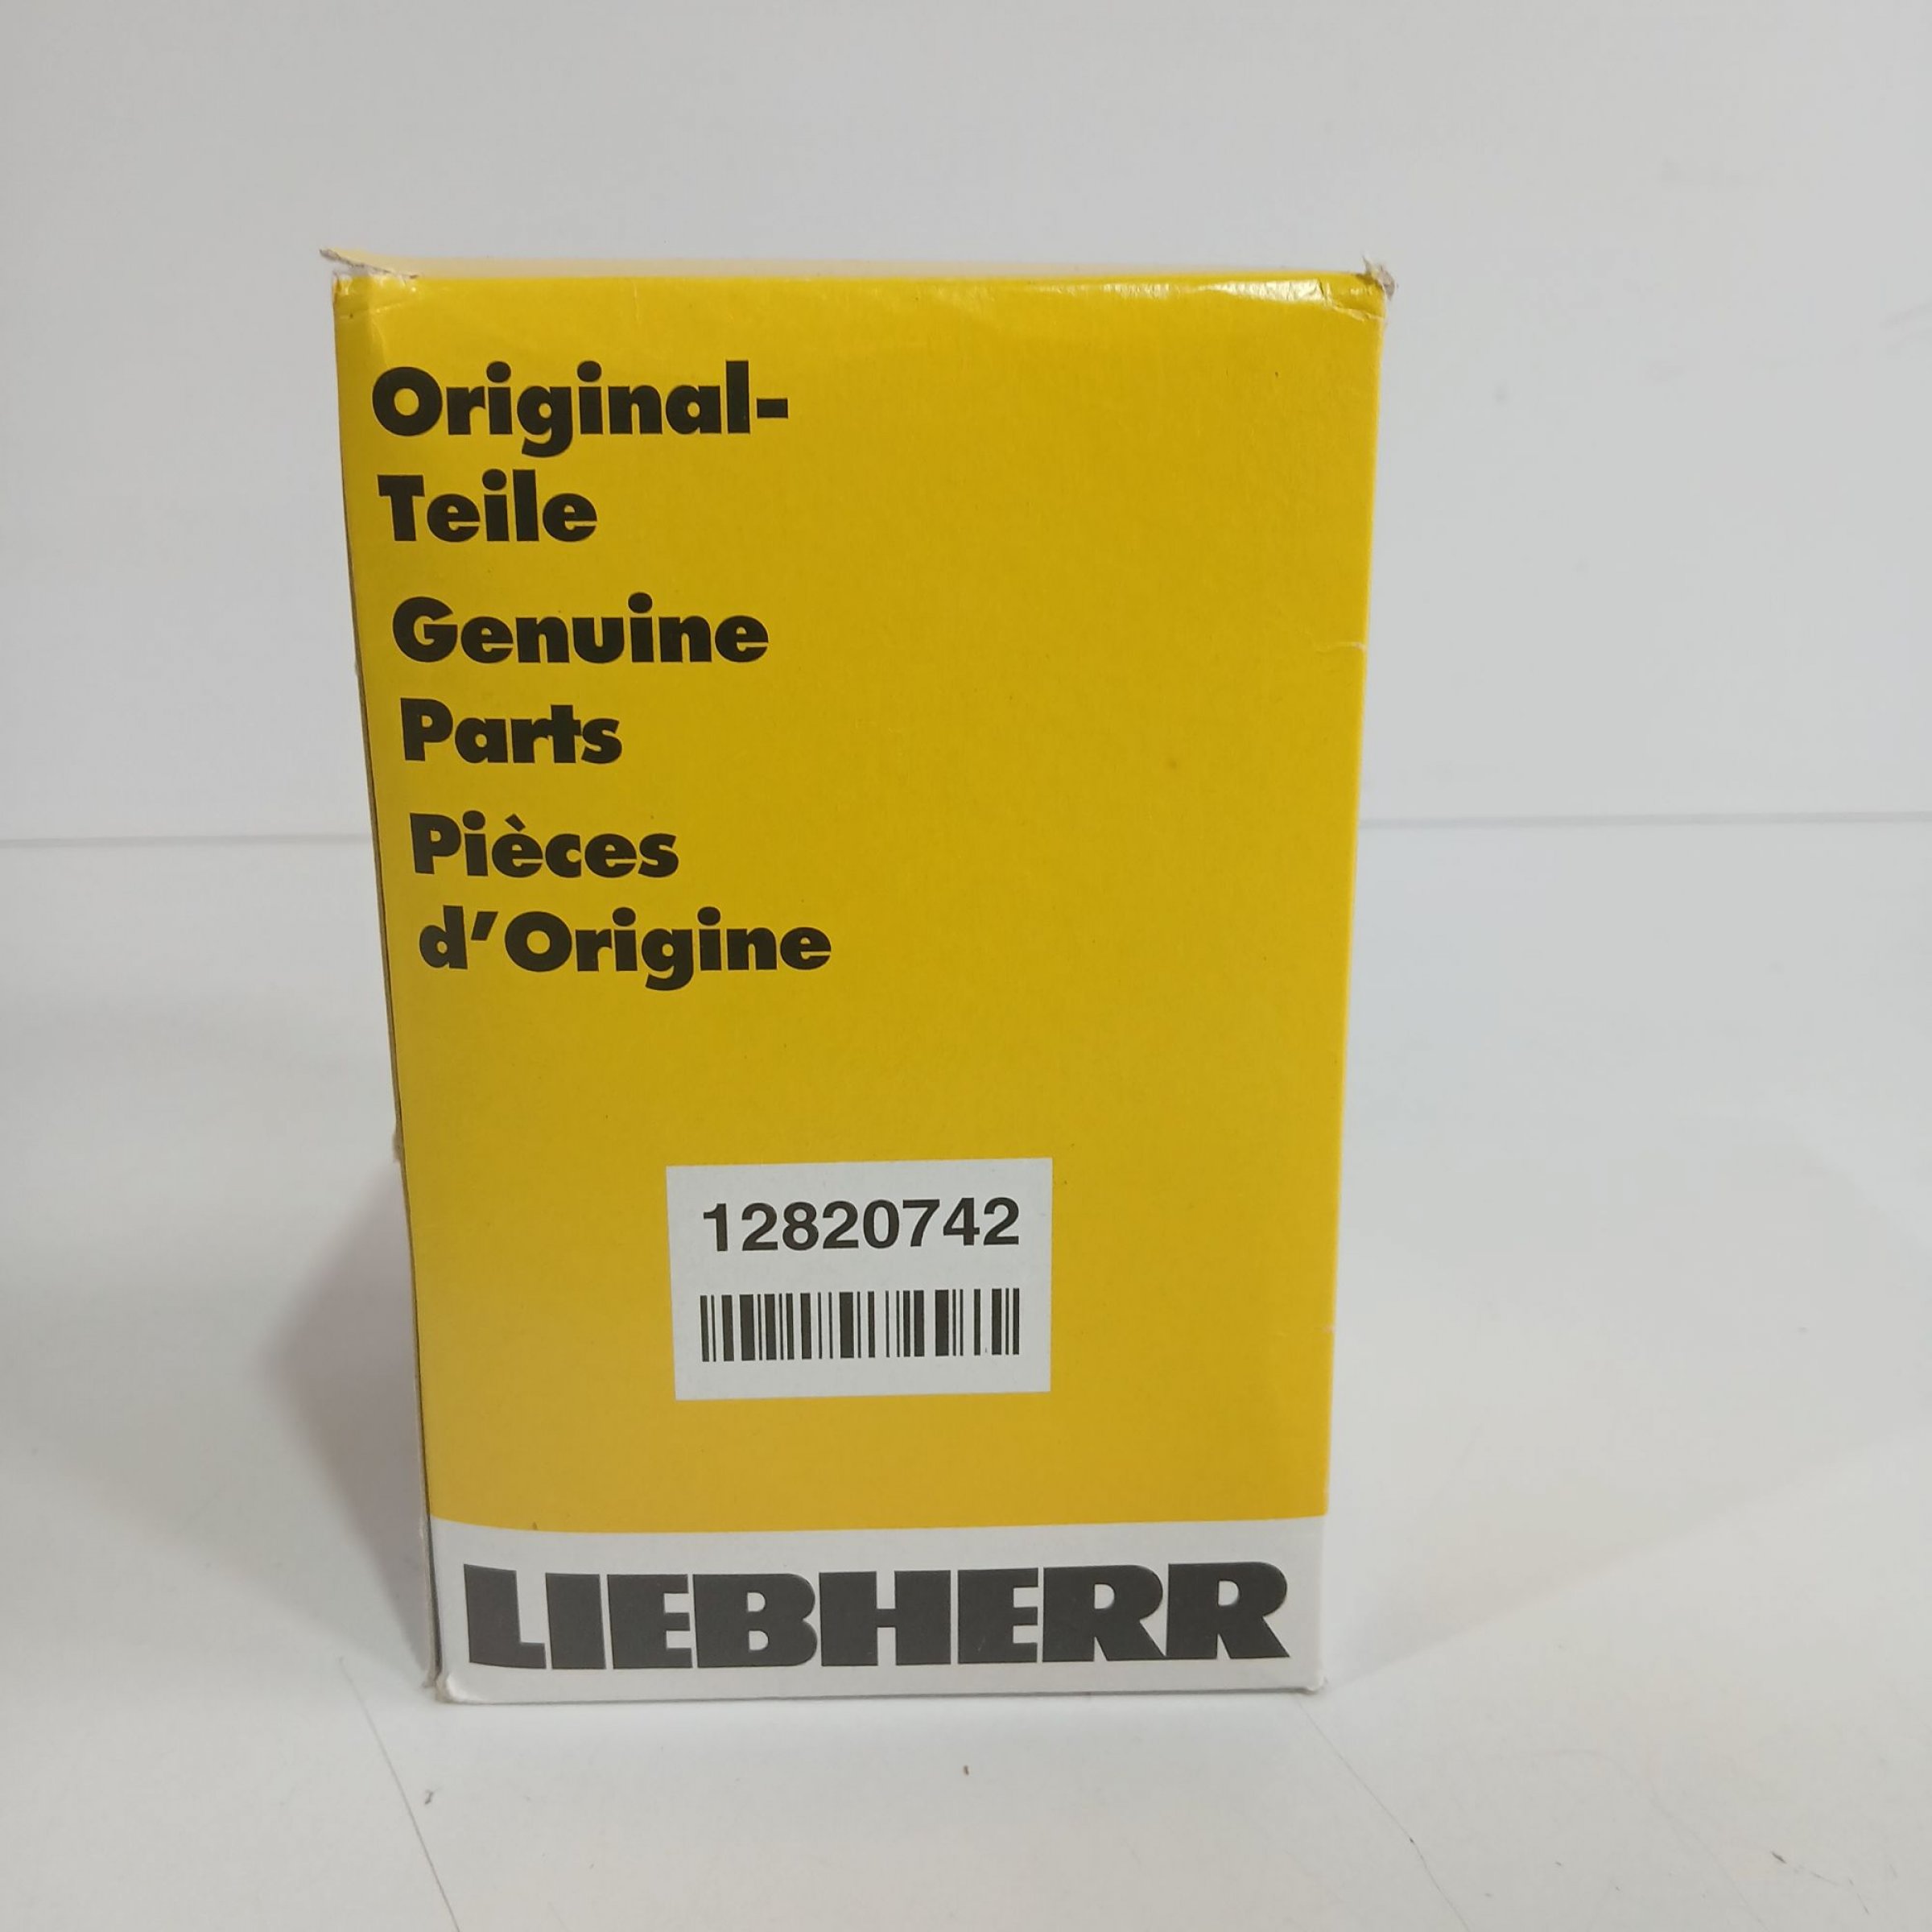 Original-
Teile
Genuine
Parts
Pièces
d'Origine
12820742
LIEBHERR